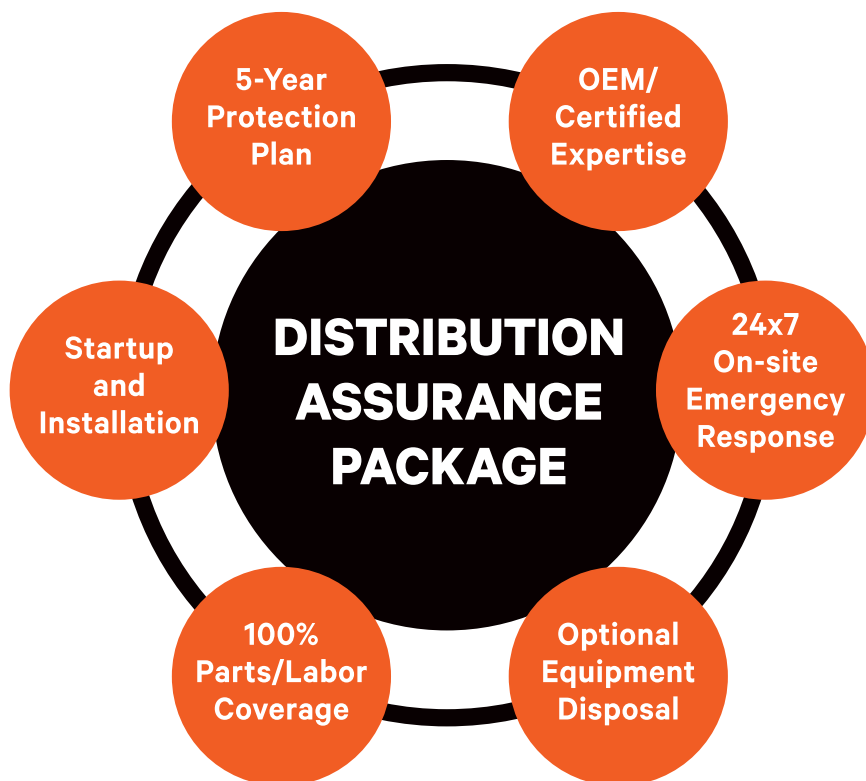 5-Year
Protection
Plan
OEM/
Certified
Expertise
Startup
and
Installation
DISTRIBUTION
ASSURANCE
PACKAGE
24x7
On-site
Emergency
Response
100%
Parts/Labor
Coverage
Optional
Equipment
Disposal